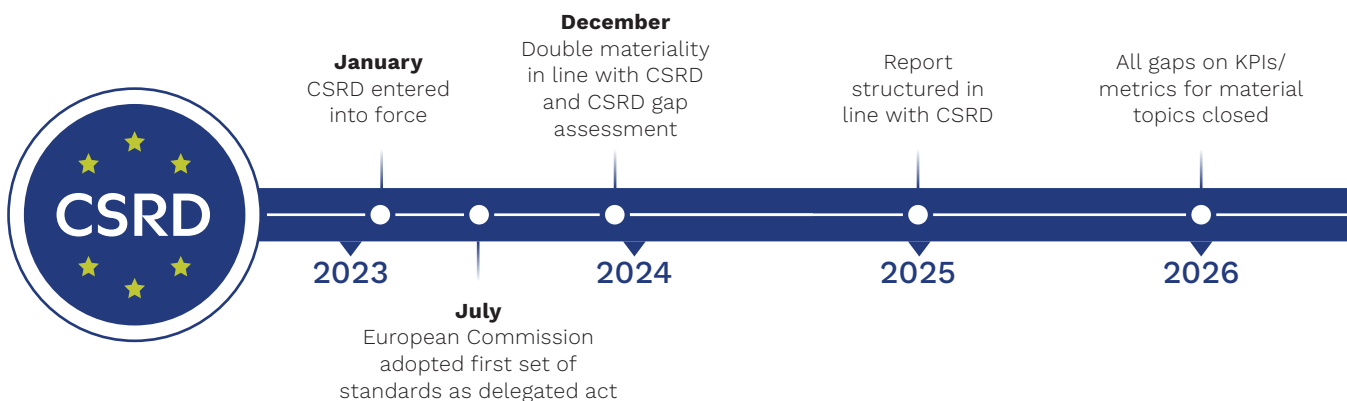 CSRD
January
CSRD entered
into force
December
Double materiality
in line with CSRD
and CSRD gap
assessment
Report
structured in
line with CSRD
All gaps on KPIs/
metrics for material
topics closed
2023
2024
2025
2026
July
European Commission
adopted first set of
standards as delegated act